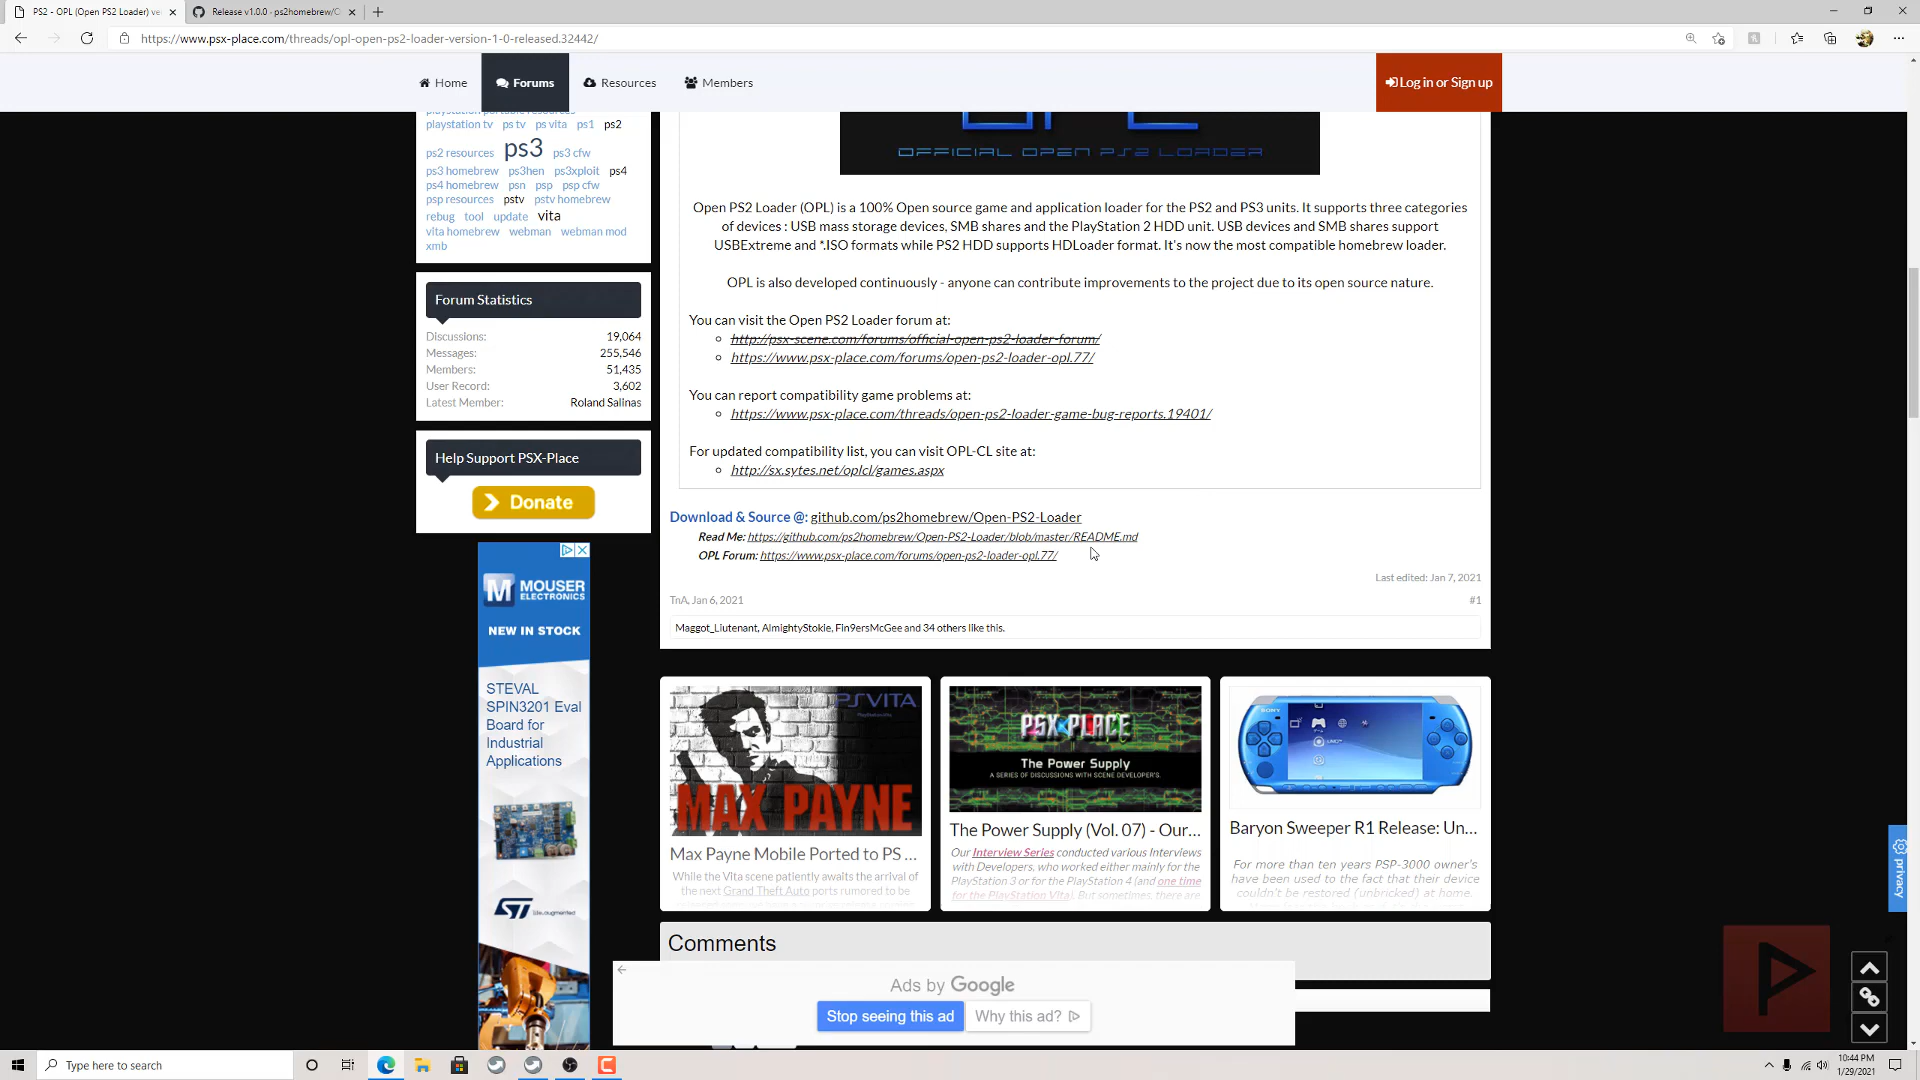 PS2 - OPL (Open PS2 Loader) ve
Release v1.0.0 - ps2homebrew/O
https://www.psx-place.com/threads/opl-open-ps2-loader-version-1-0-released.32442/
Home
Forums
Resources
Members
Log in or Sign up
playstation portable resources
playstation tv ps tv ps vita ps1 ps2
ps2 resources ps3 ps3 cfw
ps3 homebrew ps3hen ps3xploit ps4
ps4 homebrew psn psp psp cfw
psp resources pstv pstv homebrew
rebug tool update vita
vita homebrew webman webman mod
xmb
Forum Statistics
Discussions: 19,064
Messages: 255,546
Members: 51,435
User Record: 3,602
Latest Member: Roland Salinas
Help Support PSX-Place
Donate
MOUSER
ELECTRONICS
NEW IN STOCK
STEVAL
SPIN3201 Eval
Board for
Industrial
Applications
ST life.augmented
OFFICIAL OPEN PS2 LOADER
Open PS2 Loader (OPL) is a 100% Open source game and application loader for the PS2 and PS3 units. It supports three categories
of devices : USB mass storage devices, SMB shares and the PlayStation 2 HDD unit. USB devices and SMB shares support
USBExtreme and *.ISO formats while PS2 HDD supports HDLoader format. It's now the most compatible homebrew loader.
OPL is also developed continuously - anyone can contribute improvements to the project due to its open source nature.
You can visit the Open PS2 Loader forum at:
http://psx-scene.com/forums/official-open-ps2-loader-forum/
https://www.psx-place.com/forums/open-ps2-loader-opl.77/
You can report compatibility game problems at:
https://www.psx-place.com/threads/open-ps2-loader-game-bug-reports.19401/
For updated compatibility list, you can visit OPL-CL site at:
http://sx.sytes.net/oplcl/games.aspx
Download & Source @: github.com/ps2homebrew/Open-PS2-Loader
Read Me: https://github.com/ps2homebrew/Open-PS2-Loader/blob/master/README.md
OPL Forum: https://www.psx-place.com/forums/open-ps2-loader-opl.77/
Last edited: Jan 7, 2021
TnA, Jan 6, 2021
#1
Maggot_Liutenant, AlmightyStokie, Fin9ersMcGee and 34 others like this.
PSVITA
MAX PAYNE
Max Payne Mobile Ported to PS ...
While the Vita scene patiently awaits the arrival of
the next Grand Theft Auto ports rumored to be
PSX-PLACE
The Power Supply
A SERIES OF DISCUSSIONS WITH SCENE DEVELOPER'S.
The Power Supply (Vol. 07) - Our...
Our Interview Series conducted various Interviews
with Developers, who worked either mainly for the
PlayStation 3 or for the PlayStation 4 (and one time
for the PlayStation Vita). But sometimes, there are
SONY
Baryon Sweeper R1 Release: Un...
For more than ten years PSP-3000 owner's
have been used to the fact that their device
couldn't be restored (unbricked) at home.
Comments
Ads by Google
Stop seeing this ad
Why this ad?
privacy
Type here to search
10:44 PM
1/29/2021